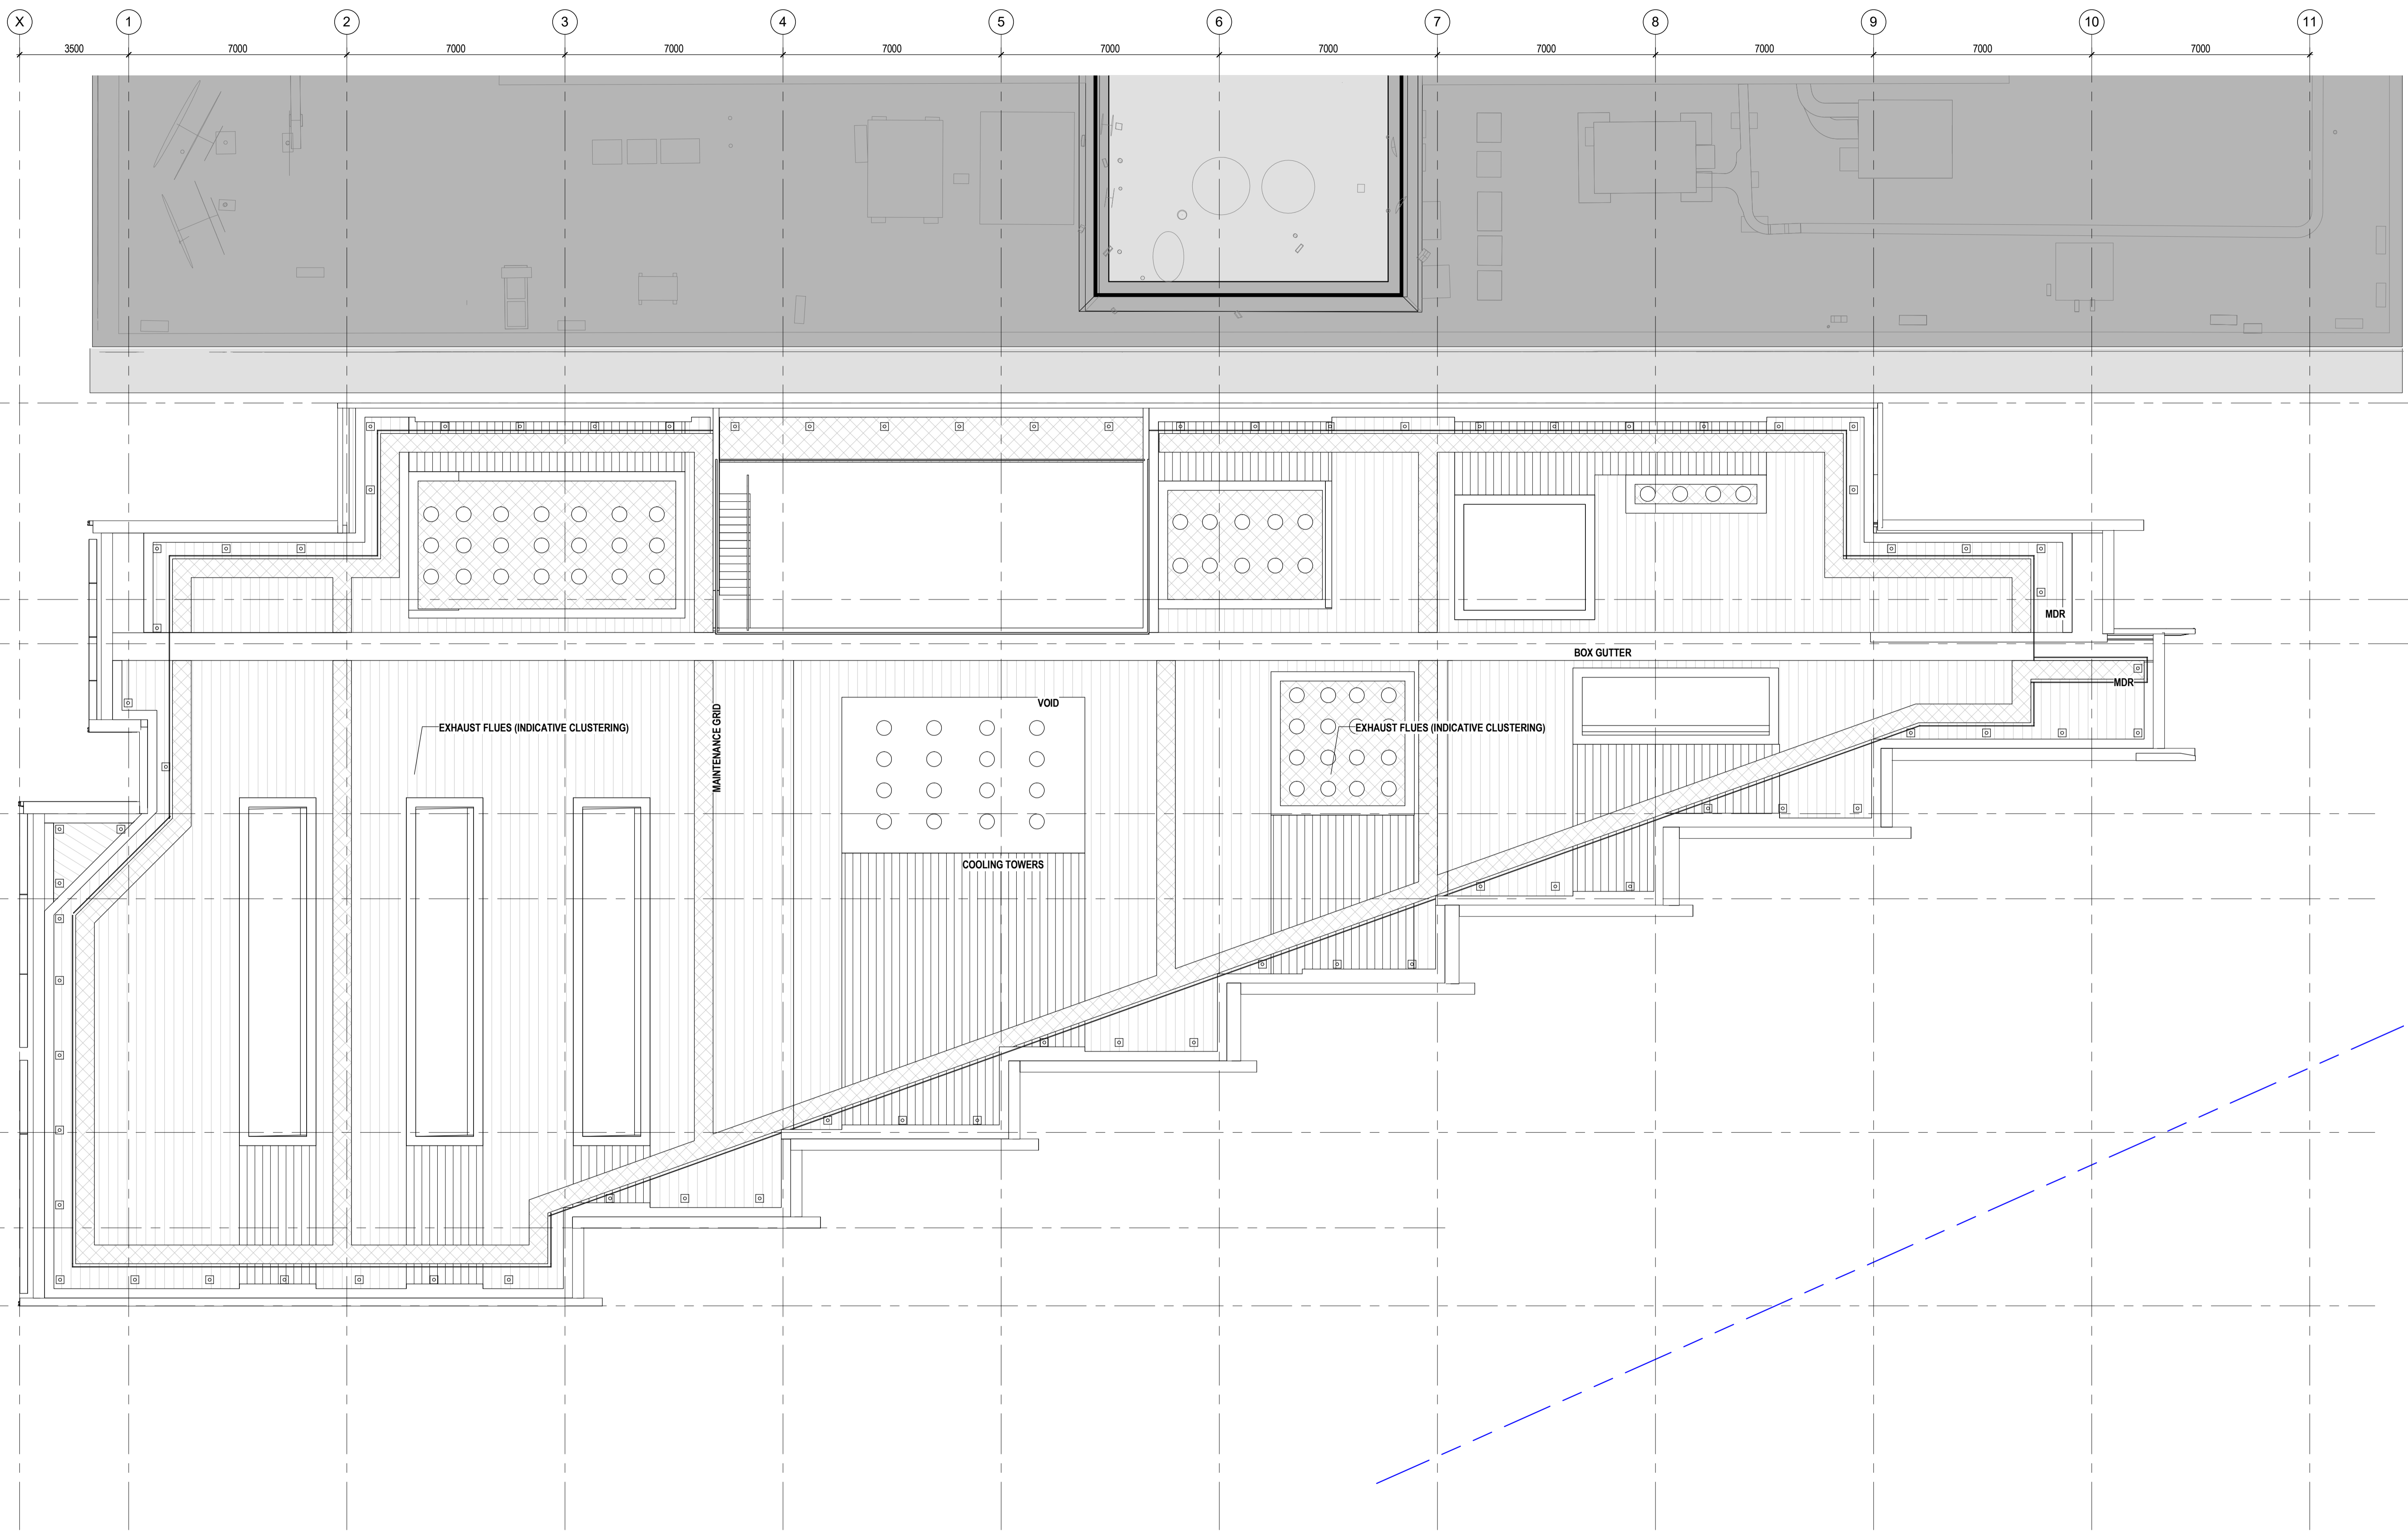 X 1 2 3 4 5 6 7 8 9 10 11
3500 7000 7000 7000 7000 7000 7000 7000 7000 7000 7000
MDR
BOX GUTTER
MDR
VOID
MAINTENANCE GRID
EXHAUST FLUES (INDICATIVE CLUSTERING)
EXHAUST FLUES (INDICATIVE CLUSTERING)
COOLING TOWERS